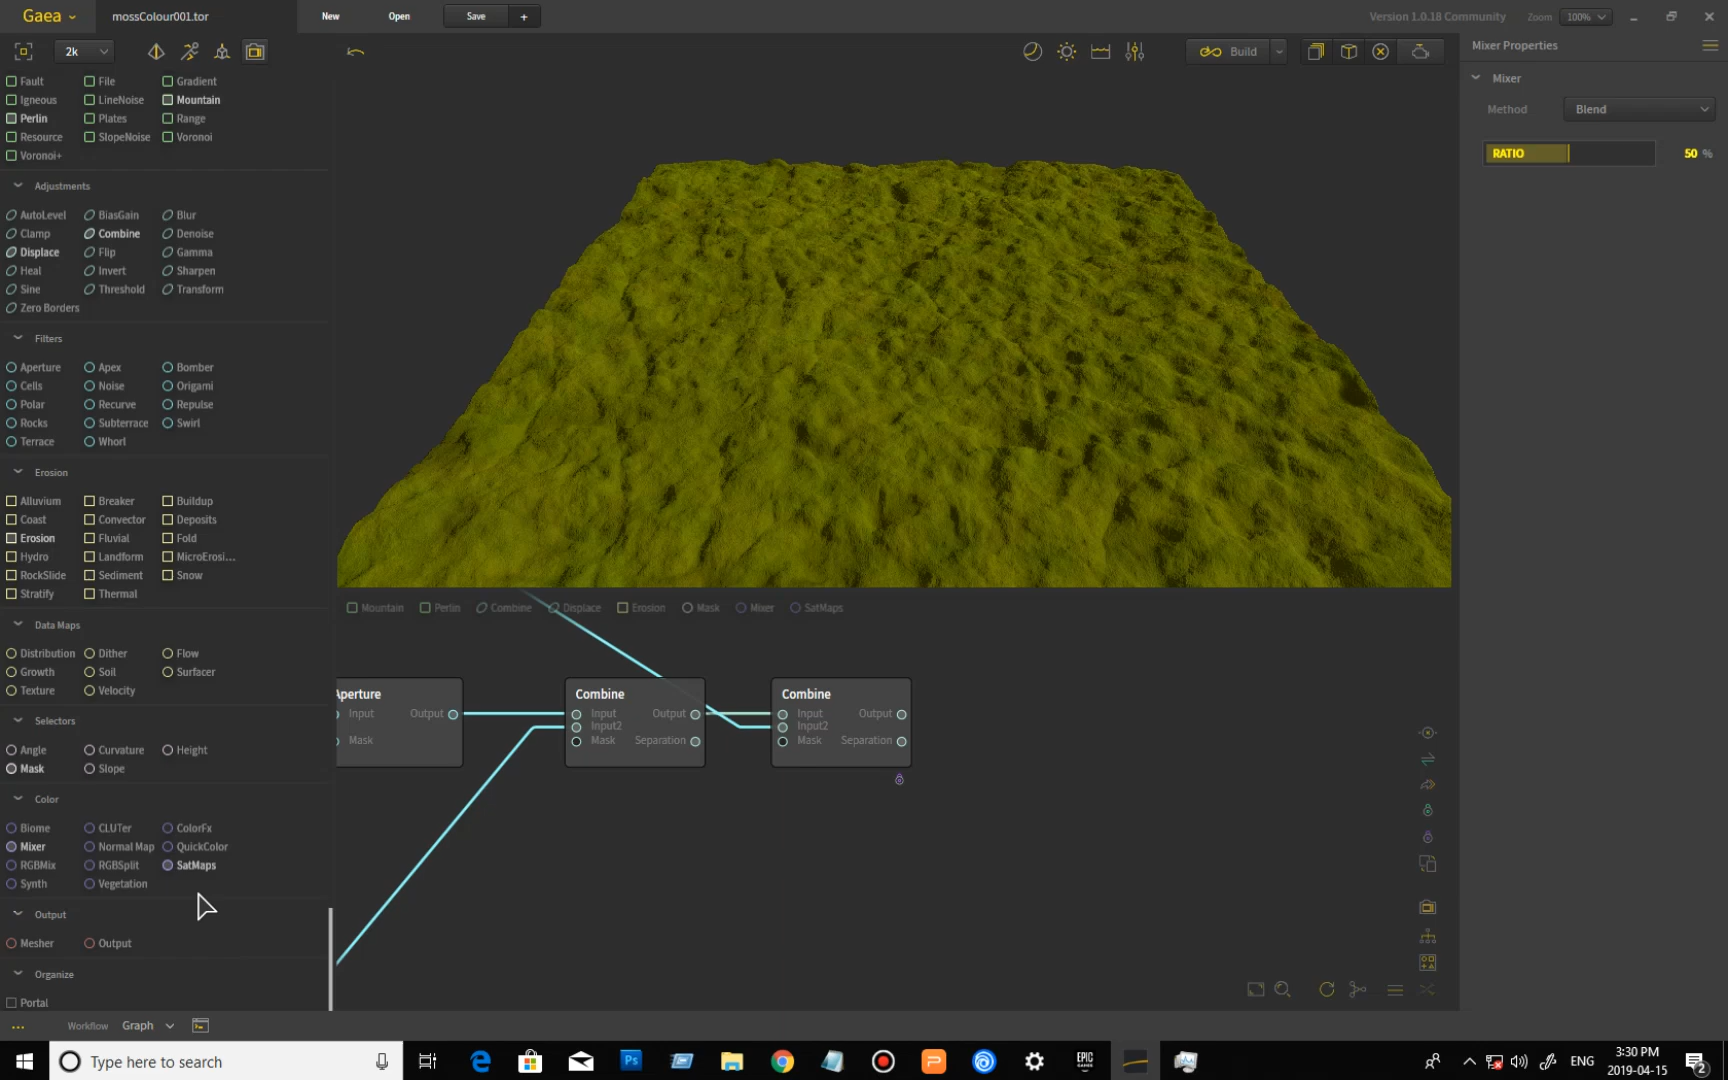 Gaea
mossColour001.tor
New
Open
Save
+
Version 1.0.18 Community
Zoom
100%
2k
Build
Mixer Properties
Fault
File
Gradient
Igneous
LineNoise
Mountain
Perlin
Plates
Range
Resource
SlopeNoise
Voronoi
Voronoi+
Adjustments
AutoLevel
BiasGain
Blur
Clamp
Combine
Denoise
Displace
Flip
Gamma
Heal
Invert
Sharpen
Sine
Threshold
Transform
Zero Borders
Filters
Aperture
Apex
Bomber
Cells
Noise
Origami
Polar
Recurve
Repulse
Rocks
Subterrace
Swirl
Terrace
Whorl
Erosion
Alluvium
Breaker
Buildup
Coast
Convector
Deposits
Erosion
Fluvial
Fold
Hydro
Landform
MicroErosi...
RockSlide
Sediment
Snow
Stratify
Thermal
Data Maps
Distribution
Dither
Flow
Growth
Soil
Surfacer
Texture
Velocity
Selectors
Angle
Curvature
Height
Mask
Slope
Color
Biome
CLUTer
ColorFx
Mixer
Normal Map
QuickColor
RGBMix
RGBSplit
SatMaps
Synth
Vegetation
Output
Mesher
Output
Organize
Portal
Mixer
Method
Blend
RATIO
50 %
Mountain
Perlin
Combine
Displace
Erosion
Mask
Mixer
SatMaps
Aperture
Input
Output
Mask
Combine
Input
Output
Input2
Mask
Separation
Combine
Input
Output
Input2
Mask
Separation
Workflow
Graph
Type here to search
Ps
EPIC
GAMES
ENG
3:30 PM
2019-04-15
2